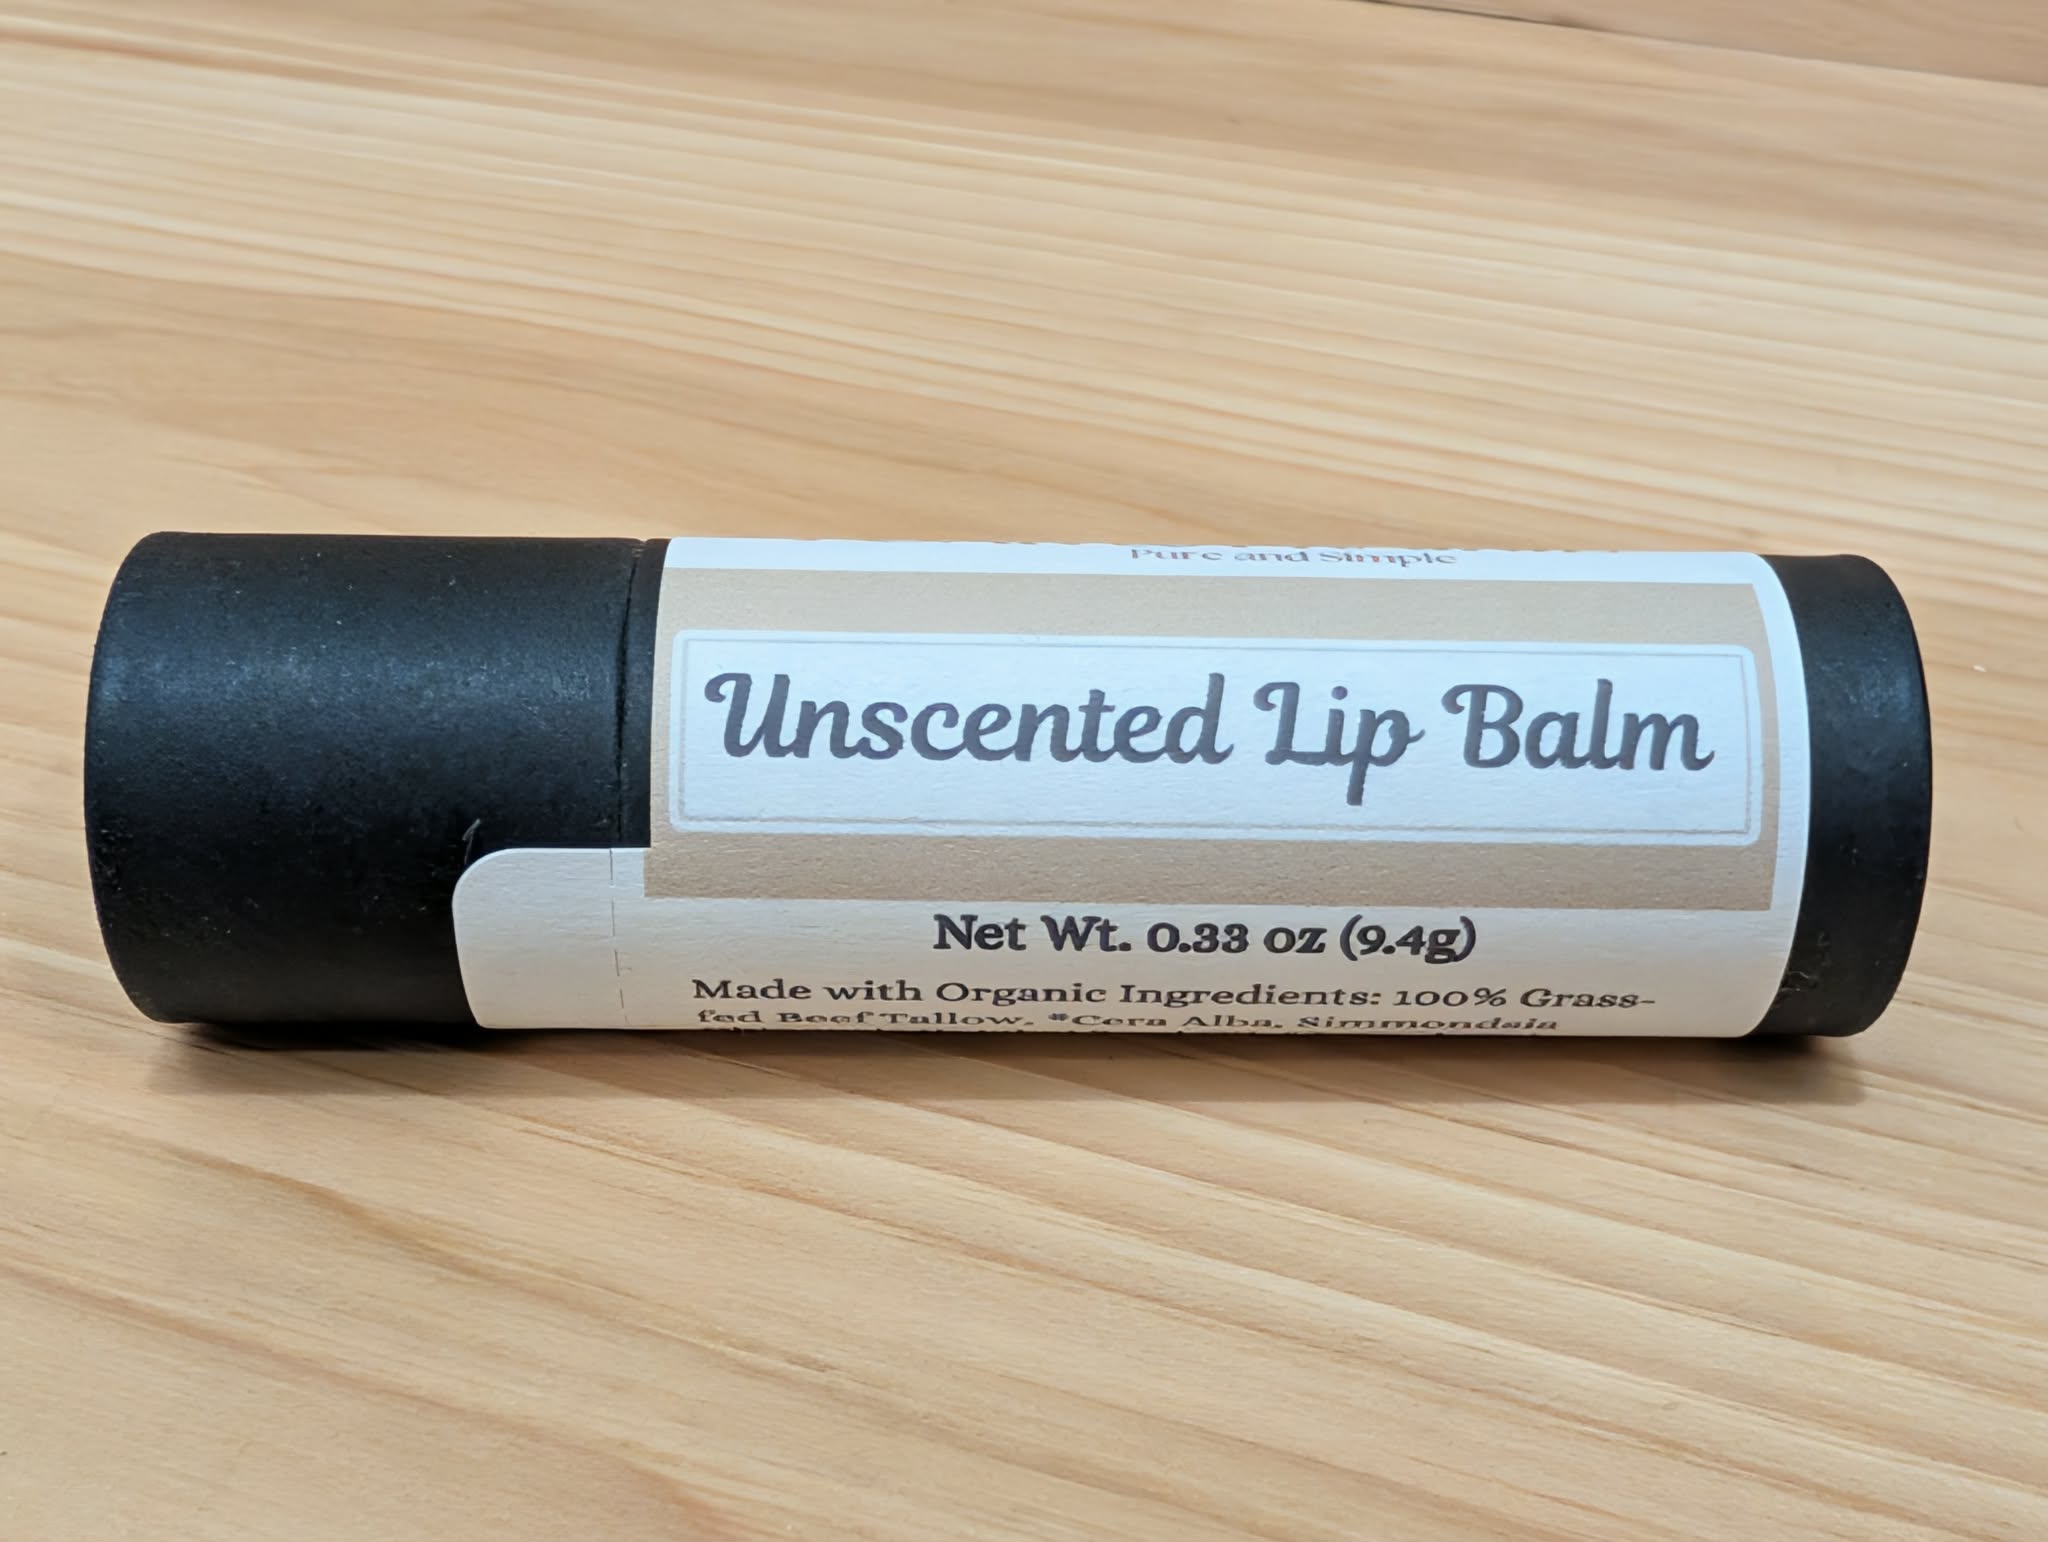 Pure and Simple
Unscented Lip Balm
Net Wt. 0.33 oz (9.4g)
Made with Organic Ingredients: 100% Grass-
fed Beef Tallow, *Cera Alba, Simmondsia